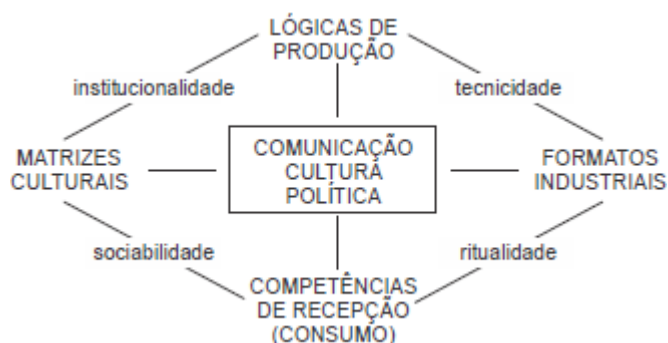 LÓGICAS DE
PRODUÇÃO
institucionalidade
tecnicidade
MATRIZES
CULTURAIS
COMUNICAÇÃO
CULTURA
POLÍTICA
FORMATOS
INDUSTRIAIS
sociabilidade
ritualidade
COMPETÊNCIAS
DE RECEPÇÃO
(CONSUMO)